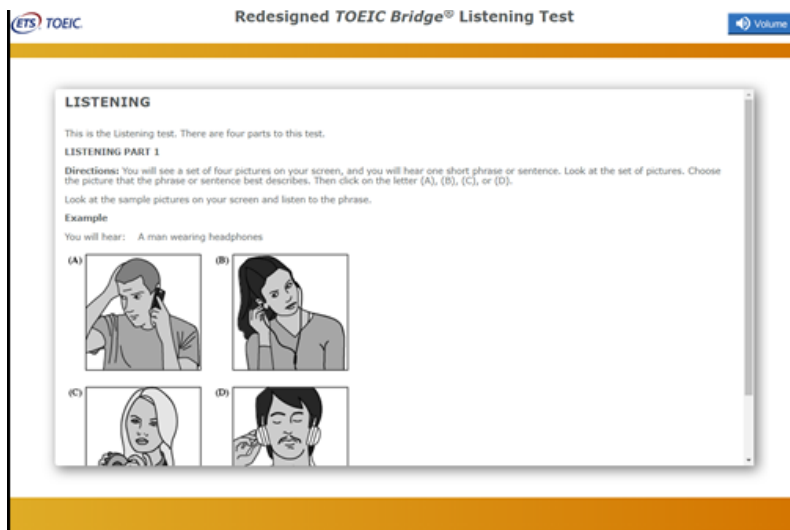 ETS TOEIC.
Redesigned TOEIC Bridge® Listening Test
Volume
LISTENING
This is the Listening test. There are four parts to this test.
LISTENING PART 1
Directions: You will see a set of four pictures on your screen, and you will hear one short phrase or sentence. Look at the set of pictures. Choose
the picture that the phrase or sentence best describes. Then click on the letter (A), (B), (C), or (D).
Look at the sample pictures on your screen and listen to the phrase.
Example
You will hear: A man wearing headphones
(A) (B)
(C) (D)